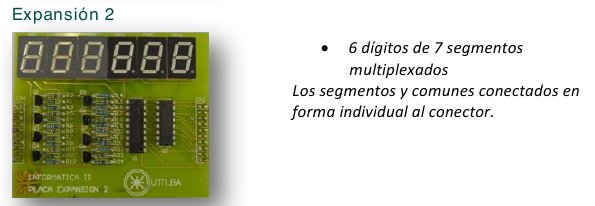 Expansión 2
• 6 dígitos de 7 segmentos
multiplexados
Los segmentos y comunes conectados en
forma individual al conector.
INFORMATICA II
PLACA EXPANSION 2
UTN.BA